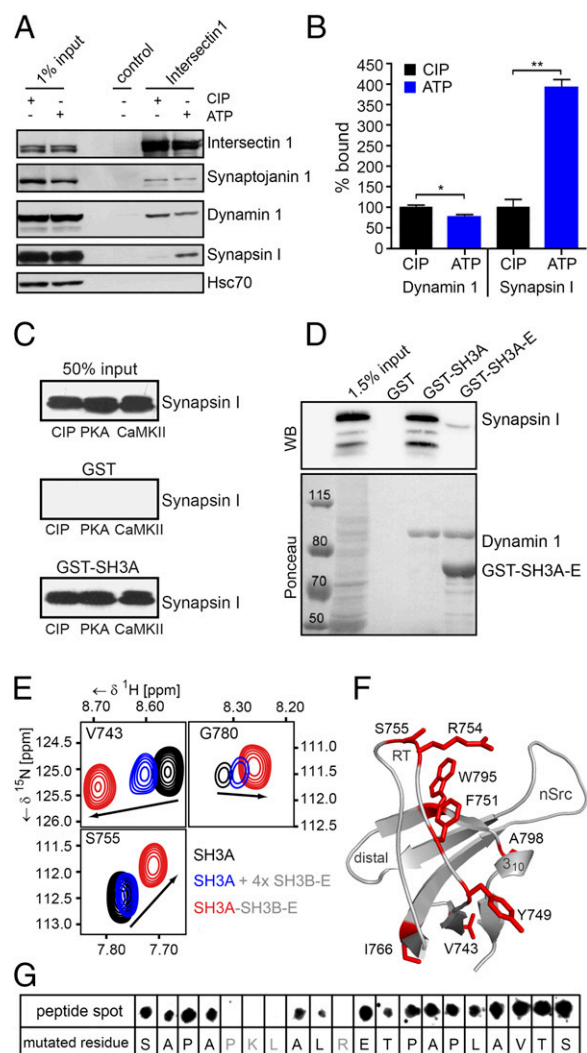 A
1% input
control
Intersectin1
+ - - + - CIP
- + - - + ATP
Intersectin 1
Synaptojanin 1
Dynamin 1
Synapsin I
Hsc70
B
CIP
ATP
% bound
450
400
350
300
250
200
150
100
50
0
*
**
CIP ATP CIP ATP
Dynamin 1 Synapsin I
C
50% input
Synapsin I
CIP PKA CaMKII
GST
Synapsin I
CIP PKA CaMKII
GST-SH3A
Synapsin I
CIP PKA CaMKII
D
1.5% input
GST
GST-SH3A
GST-SH3A-E
WB
Synapsin I
Ponceau
115
80
70
50
Dynamin 1
GST-SH3A-E
E
← δ ¹H [ppm]
8.70 8.60
8.30 8.20
← δ ¹⁵N [ppm]
V743
124.5
125.0
125.5
126.0
G780
111.0
111.5
112.0
112.5
S755
111.5
112.0
112.5
113.0
7.80 7.70
SH3A
SH3A + 4x SH3B-E
SH3A-SH3B-E
F
S755
R754
RT
W795
F751
nSrc
distal
A798
3₁₀
Y749
I766
V743
G
peptide spot
mutated residue S A P A P K L A L R E T P A P L A V T S